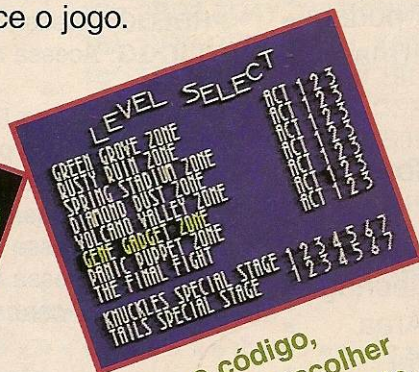 ce o jogo.
LEVEL SELECT
GREEN GROVE ZONE ACT 1 2 3
RUSTY RUIN ZONE ACT 1 2 3
SPRING STADIUM ZONE ACT 1 2 3
DIAMOND DUST ZONE ACT 1 2 3
VOLCANO VALLEY ZONE ACT 1 2 3
GENE GADGET ZONE ACT 1 2 3
PANIC PUPPET ZONE ACT 1 2 3
THE FINAL FIGHT
KNUCKLES SPECIAL STAGE 1 2 3 4 5 6 7
TAILS SPECIAL STAGE 1 2 3 4 5 6 7
código,
scolher